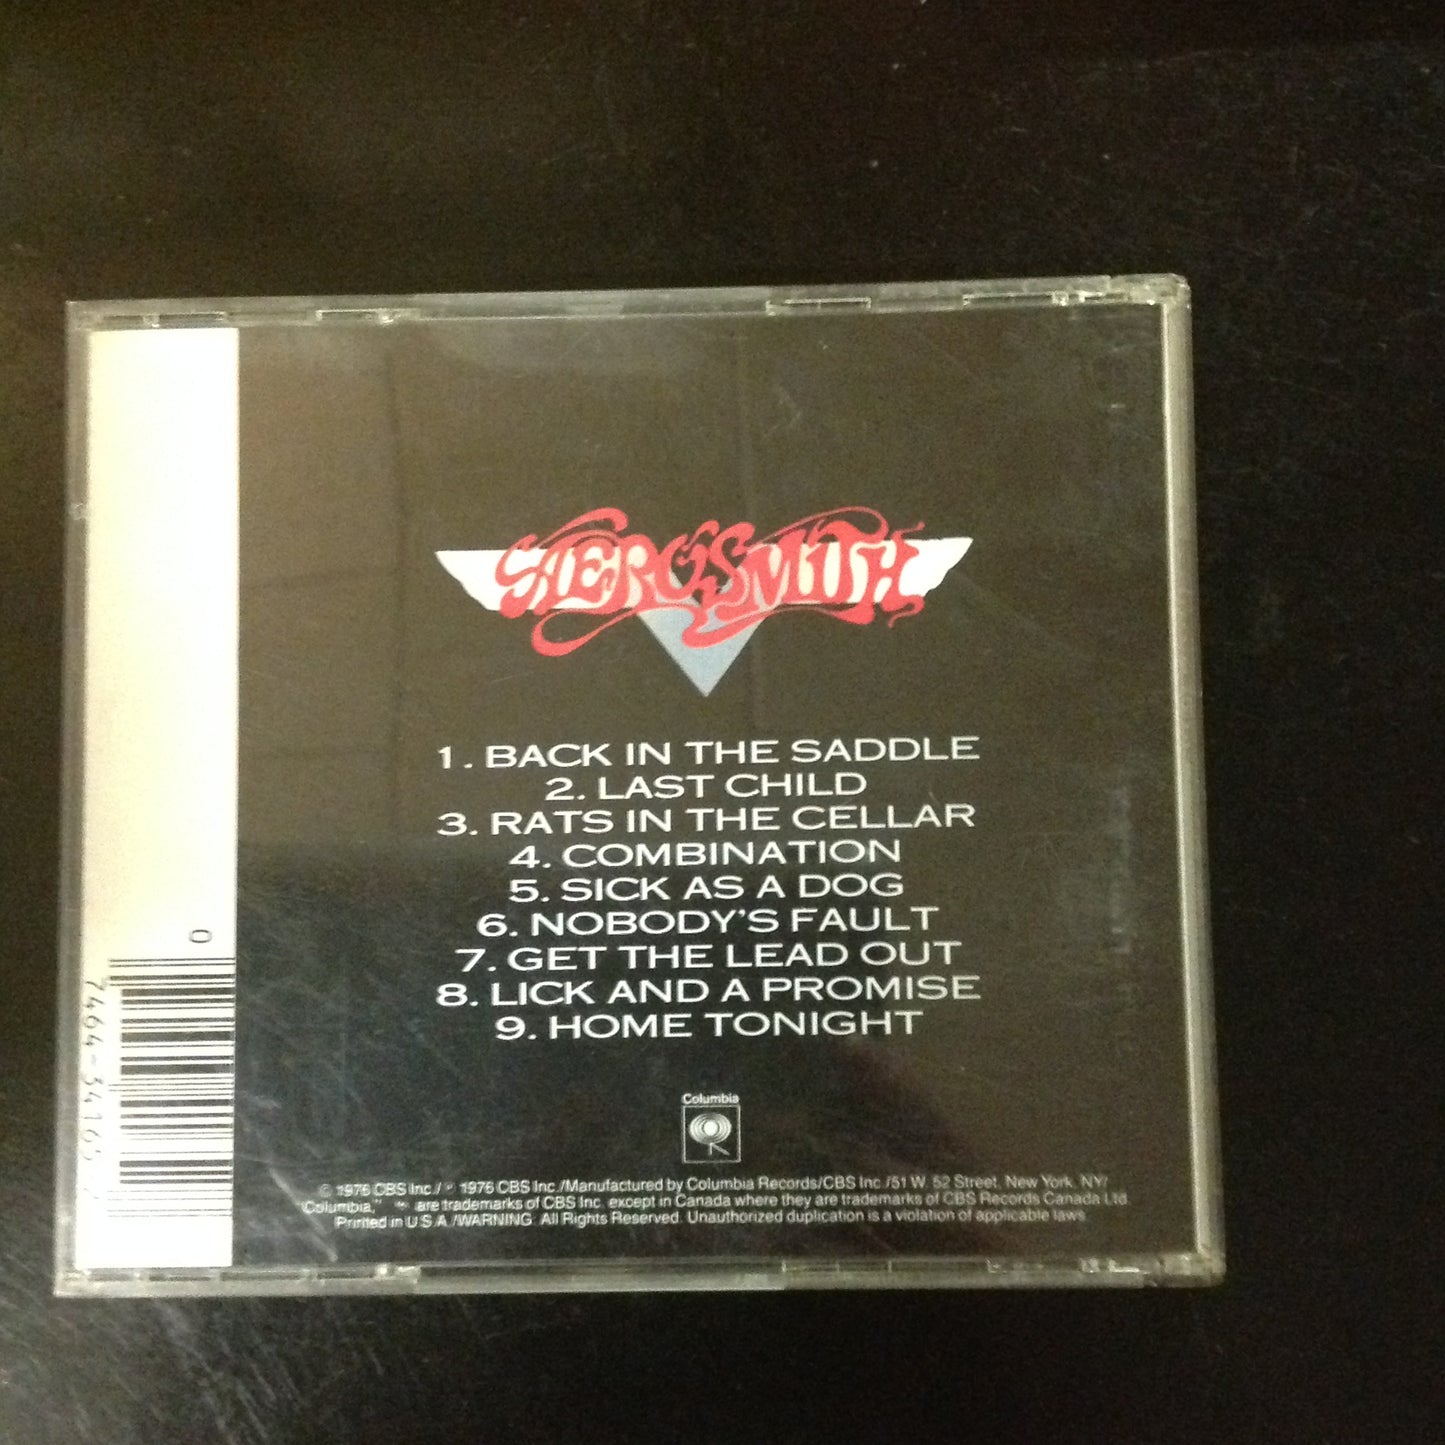 AEROSMITH
1. BACK IN THE SADDLE
2. LAST CHILD
3. RATS IN THE CELLAR
4. COMBINATION
5. SICK AS A DOG
6. NOBODY'S FAULT
7. GET THE LEAD OUT
8. LICK AND A PROMISE
9. HOME TONIGHT
Columbia
© 1976 CBS Inc./ ℗ 1976 CBS Inc./Manufactured by Columbia Records/CBS Inc./51 W. 52 Street, New York, NY/
"Columbia," are trademarks of CBS Inc. except in Canada where they are trademarks of CBS Records Canada Ltd.
Printed in U.S.A./WARNING: All Rights Reserved. Unauthorized duplication is a violation of applicable laws.
0
7464-34165